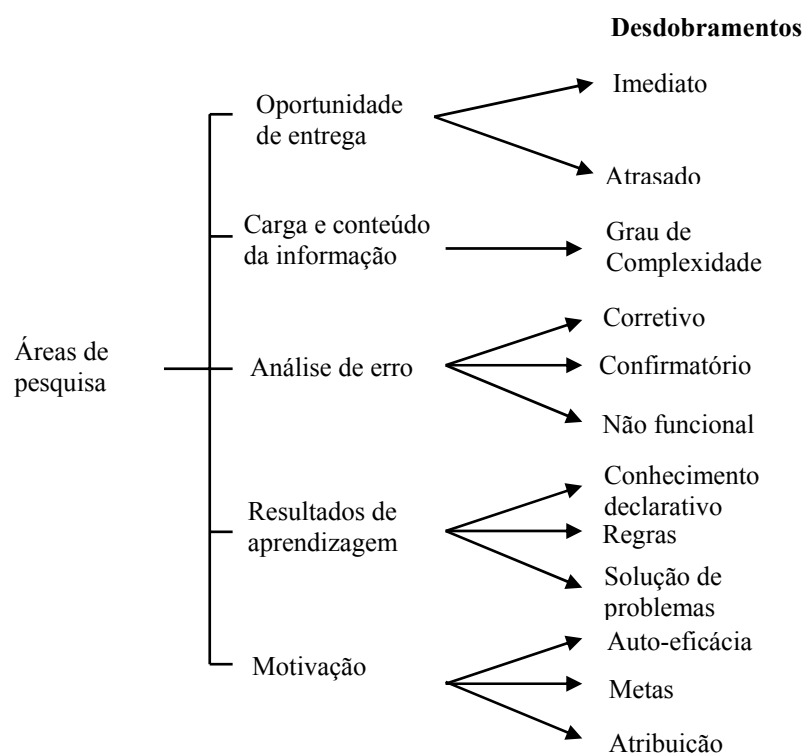 Desdobramentos
Oportunidade
de entrega
Imediato
Atrasado
Carga e conteúdo
da informação
Grau de
Complexidade
Áreas de
pesquisa
Análise de erro
Corretivo
Confirmatório
Não funcional
Resultados de
aprendizagem
Conhecimento
declarativo
Regras
Solução de
problemas
Motivação
Auto-eficácia
Metas
Atribuição